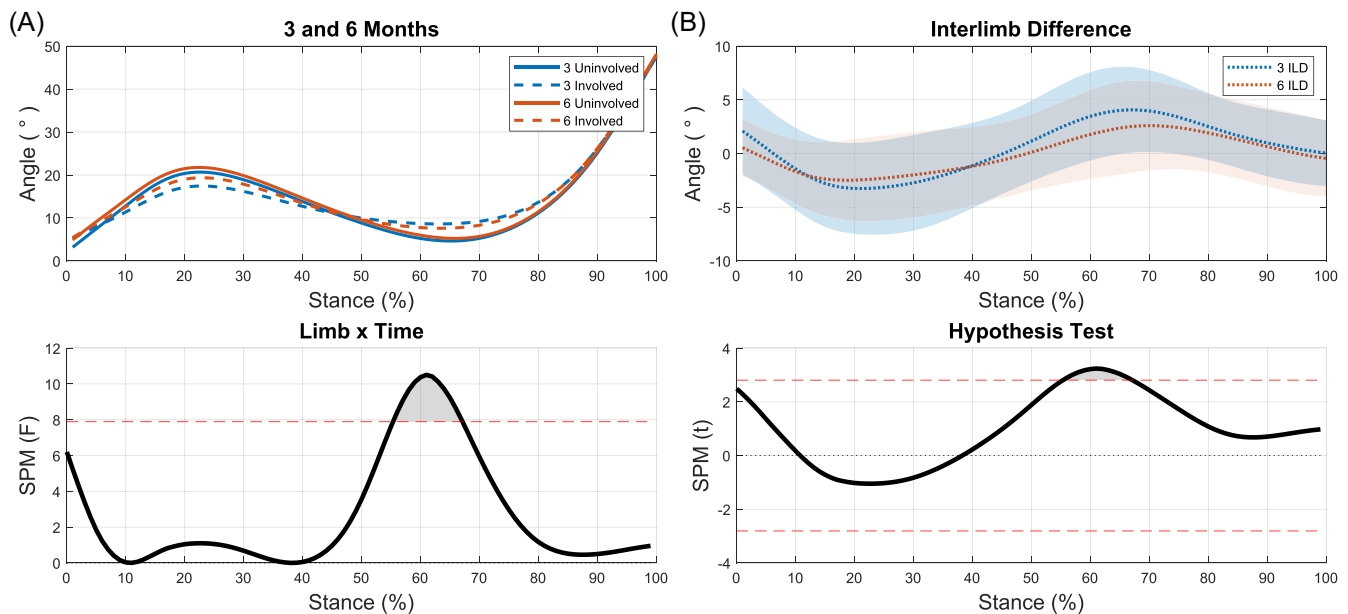 (A)
3 and 6 Months
50
40
30
20
10
0
Angle ( ° )
3 Uninvolved
3 Involved
6 Uninvolved
6 Involved
0 10 20 30 40 50 60 70 80 90 100
Stance (%)
(B)
Interlimb Difference
10
5
0
-5
-10
Angle ( ° )
3 ILD
6 ILD
0 10 20 30 40 50 60 70 80 90 100
Stance (%)
Limb x Time
12
10
8
6
4
2
0
SPM (F)
0 10 20 30 40 50 60 70 80 90 100
Stance (%)
Hypothesis Test
4
2
0
-2
-4
SPM (t)
0 10 20 30 40 50 60 70 80 90 100
Stance (%)